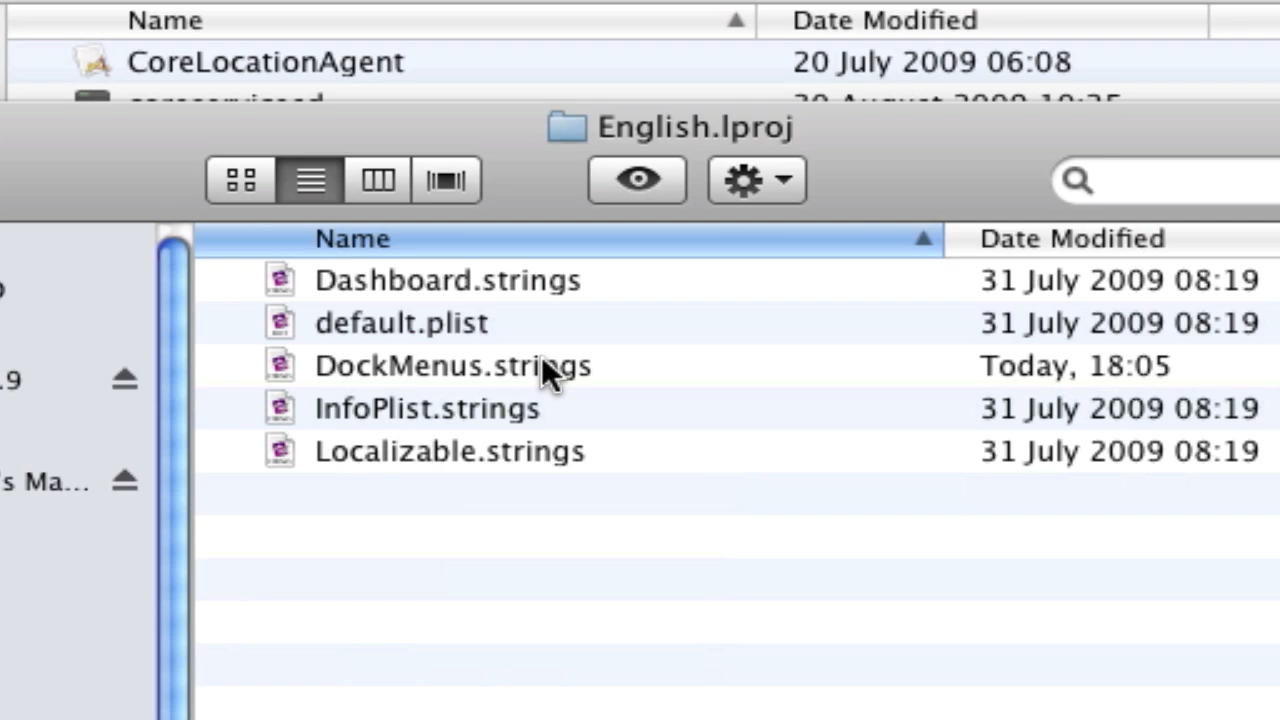 Name Date Modified
CoreLocationAgent 20 July 2009 06:08
English.lproj
Name Date Modified
Dashboard.strings 31 July 2009 08:19
default.plist 31 July 2009 08:19
DockMenus.strings Today, 18:05
.9
InfoPlist.strings 31 July 2009 08:19
Localizable.strings 31 July 2009 08:19
's Ma...